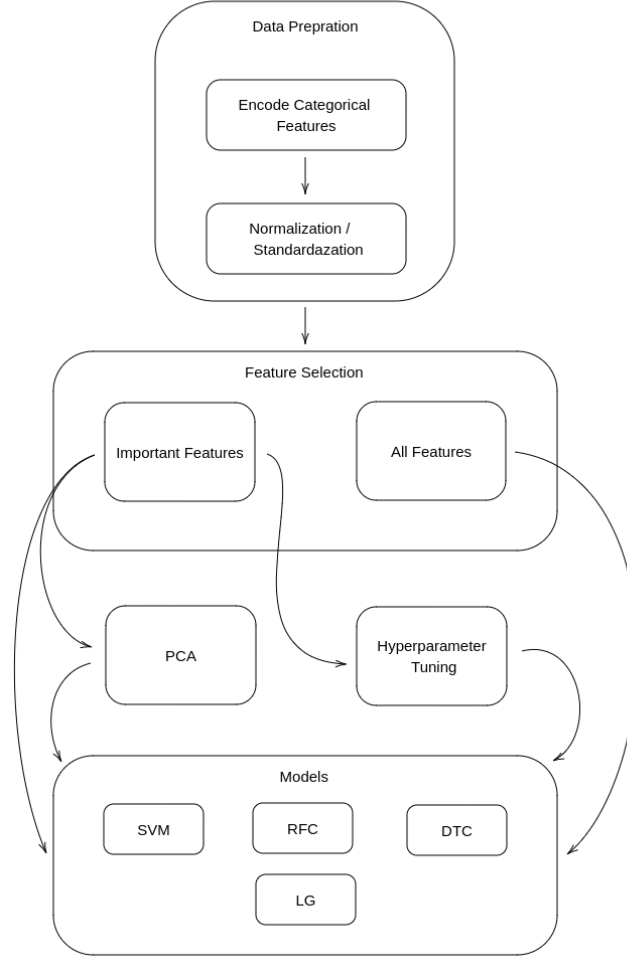 Data Prepration
Encode Categorical
Features
Normalization /
Standardazation
Feature Selection
Important Features
All Features
PCA
Hyperparameter
Tuning
Models
SVM
RFC
DTC
LG